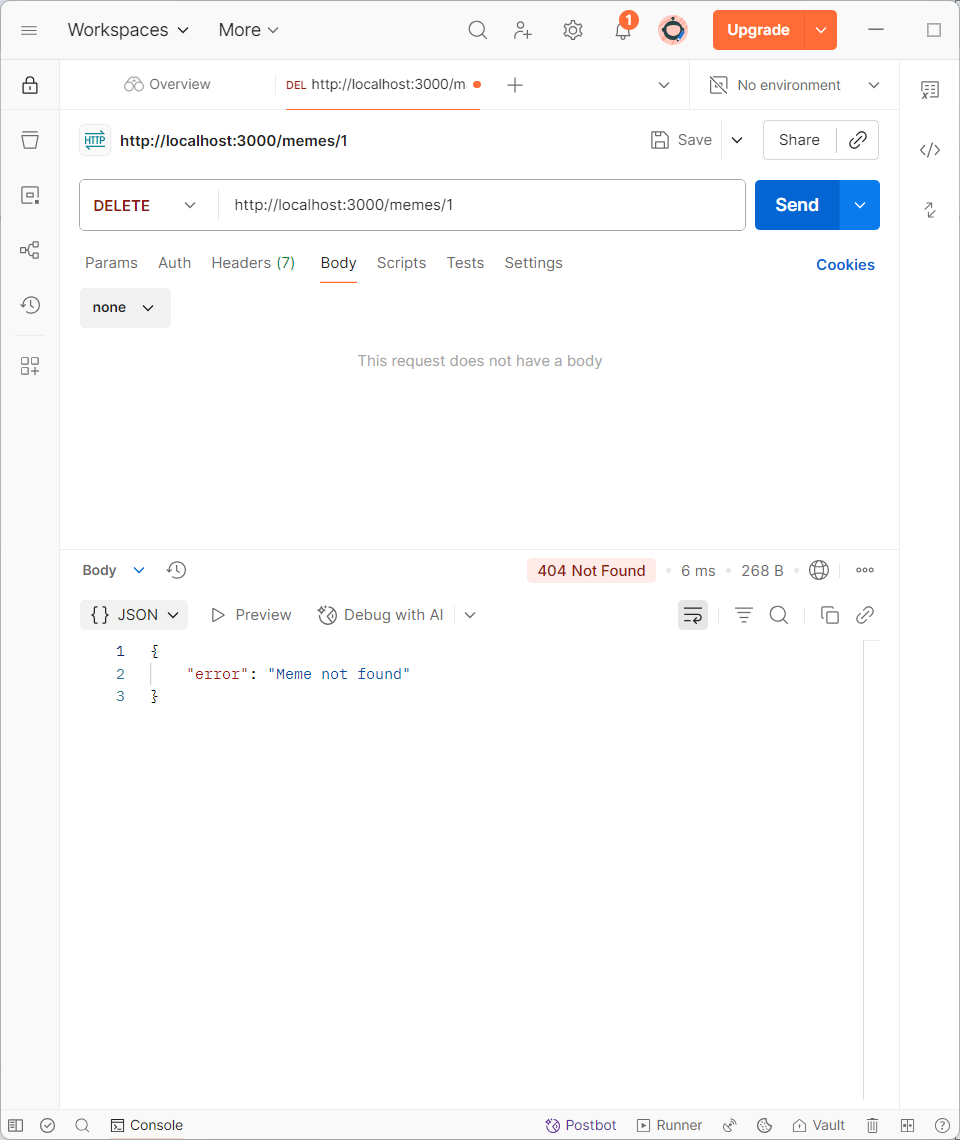 Workspaces More 1 Upgrade
Overview DEL http://localhost:3000/m No environment
HTTP http://localhost:3000/memes/1 Save Share
DELETE http://localhost:3000/memes/1 Send
Params Auth Headers (7) Body Scripts Tests Settings Cookies
none
This request does not have a body
Body 404 Not Found • 6 ms • 268 B •
{} JSON Preview Debug with AI
1 {
2 "error": "Meme not found"
3 }
Console Postbot Runner Vault